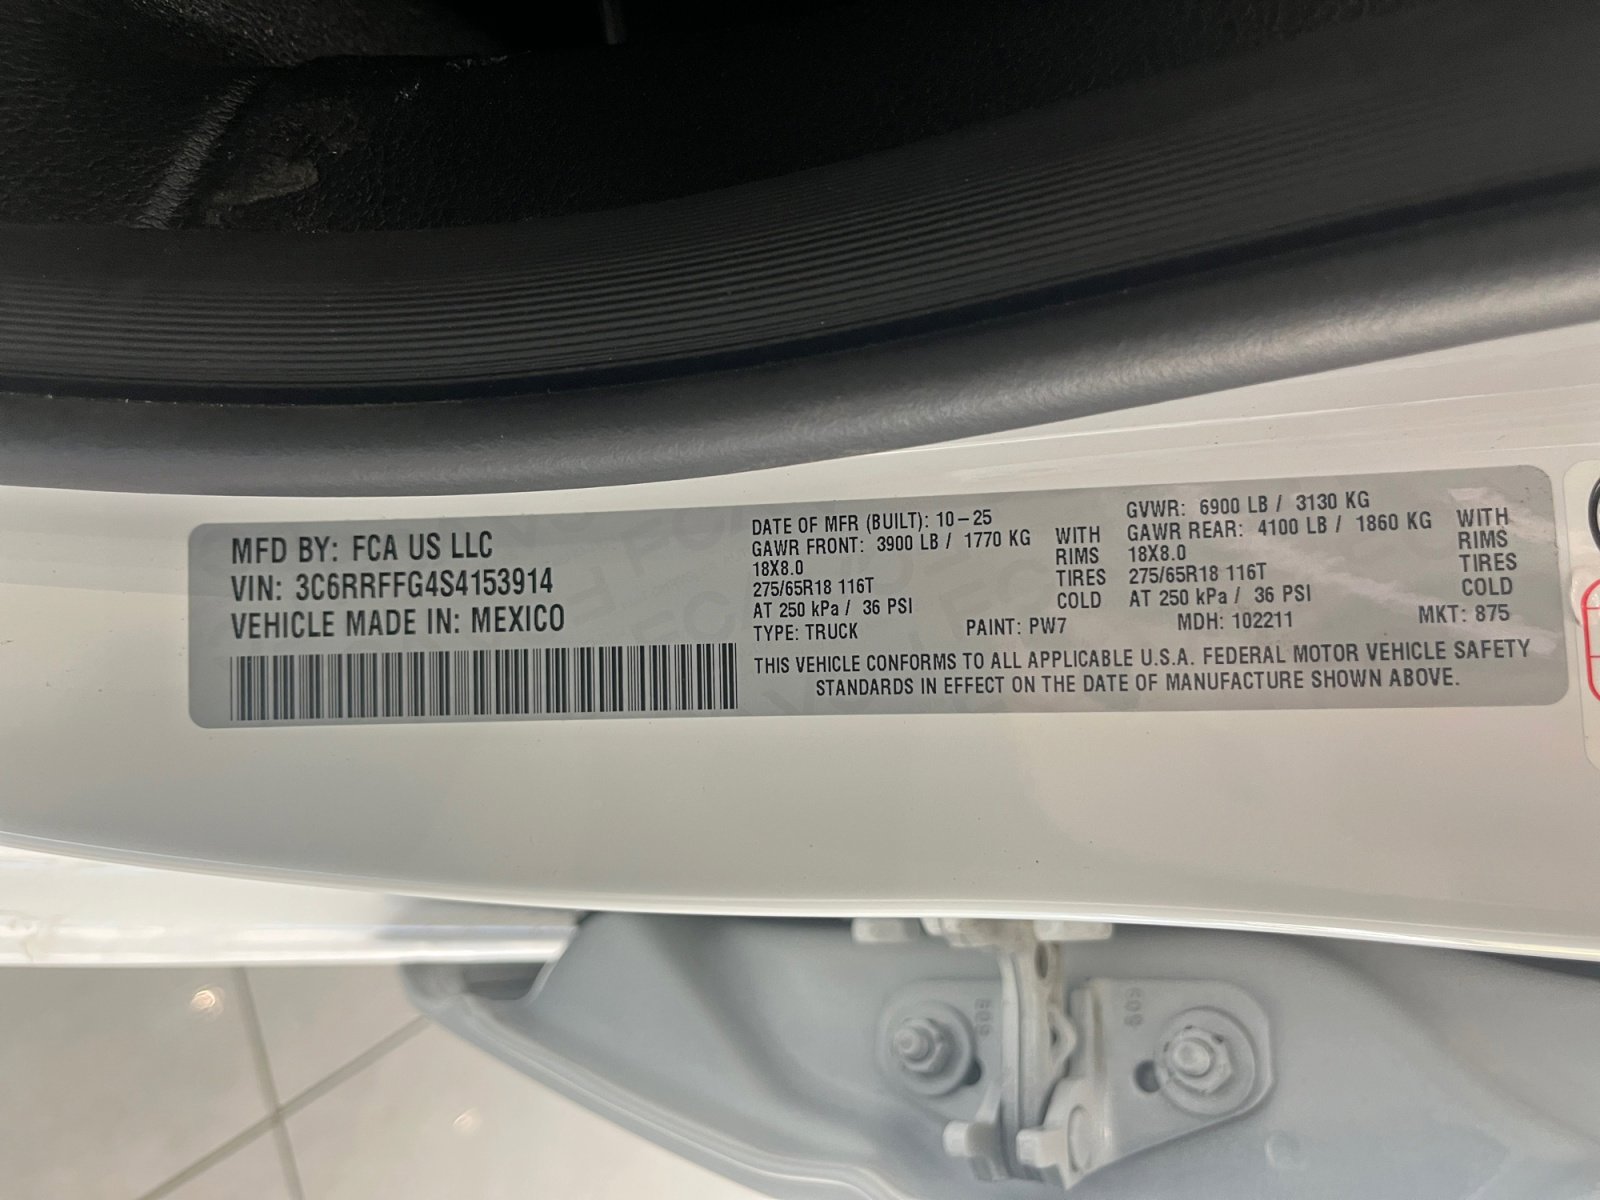 MFD BY: FCA US LLC
VIN: 3C6RRFFG4S4153914
VEHICLE MADE IN: MEXICO
DATE OF MFR (BUILT): 10-25
GAWR FRONT: 3900 LB / 1770 KG WITH
18X8.0 RIMS
275/65R18 116T TIRES
AT 250 kPa / 36 PSI COLD
GVWR: 6900 LB / 3130 KG
GAWR REAR: 4100 LB / 1860 KG WITH
18X8.0 RIMS
275/65R18 116T TIRES
AT 250 kPa / 36 PSI COLD
TYPE: TRUCK PAINT: PW7 MDH: 102211 MKT: 875
THIS VEHICLE CONFORMS TO ALL APPLICABLE U.S.A. FEDERAL MOTOR VEHICLE SAFETY
STANDARDS IN EFFECT ON THE DATE OF MANUFACTURE SHOWN ABOVE.